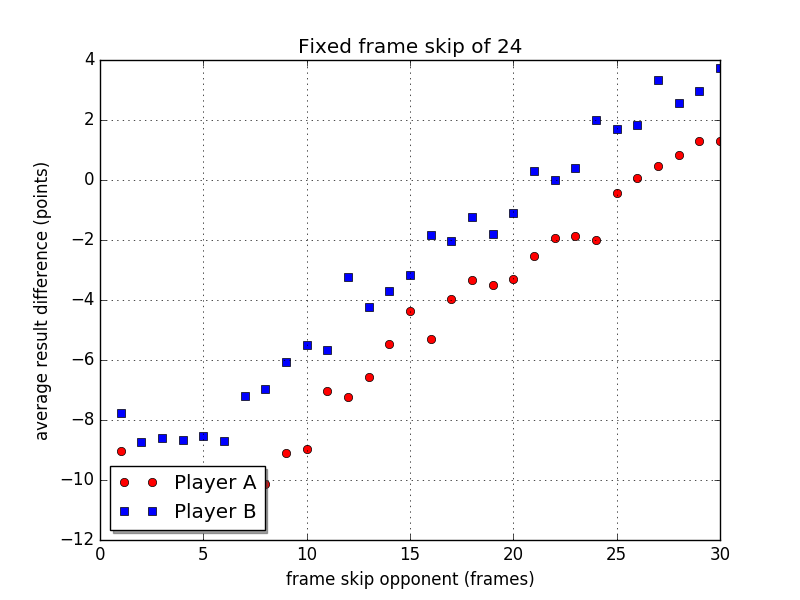 Fixed frame skip of 24
4
2
0
−2
−4
−6
−8
−10
−12
average result difference (points)
Player A
Player B
0 5 10 15 20 25 30
frame skip opponent (frames)